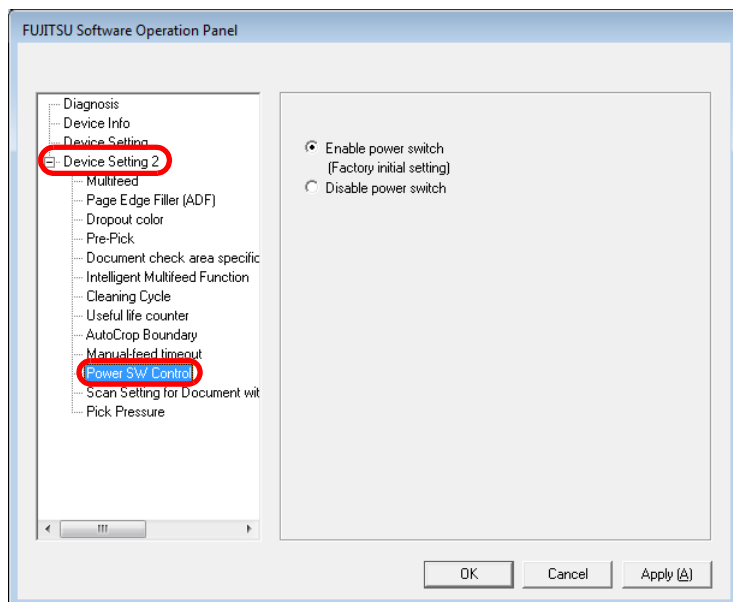 FUJITSU Software Operation Panel
Diagnosis
Device Info
Device Setting
Device Setting 2
Multifeed
Page Edge Filler (ADF)
Dropout color
Pre-Pick
Document check area specific
Intelligent Multifeed Function
Cleaning Cycle
Useful life counter
AutoCrop Boundary
Manual-feed timeout
Power SW Control
Scan Setting for Document wit
Pick Pressure
Enable power switch
(Factory initial setting)
Disable power switch
OK
Cancel
Apply (A)